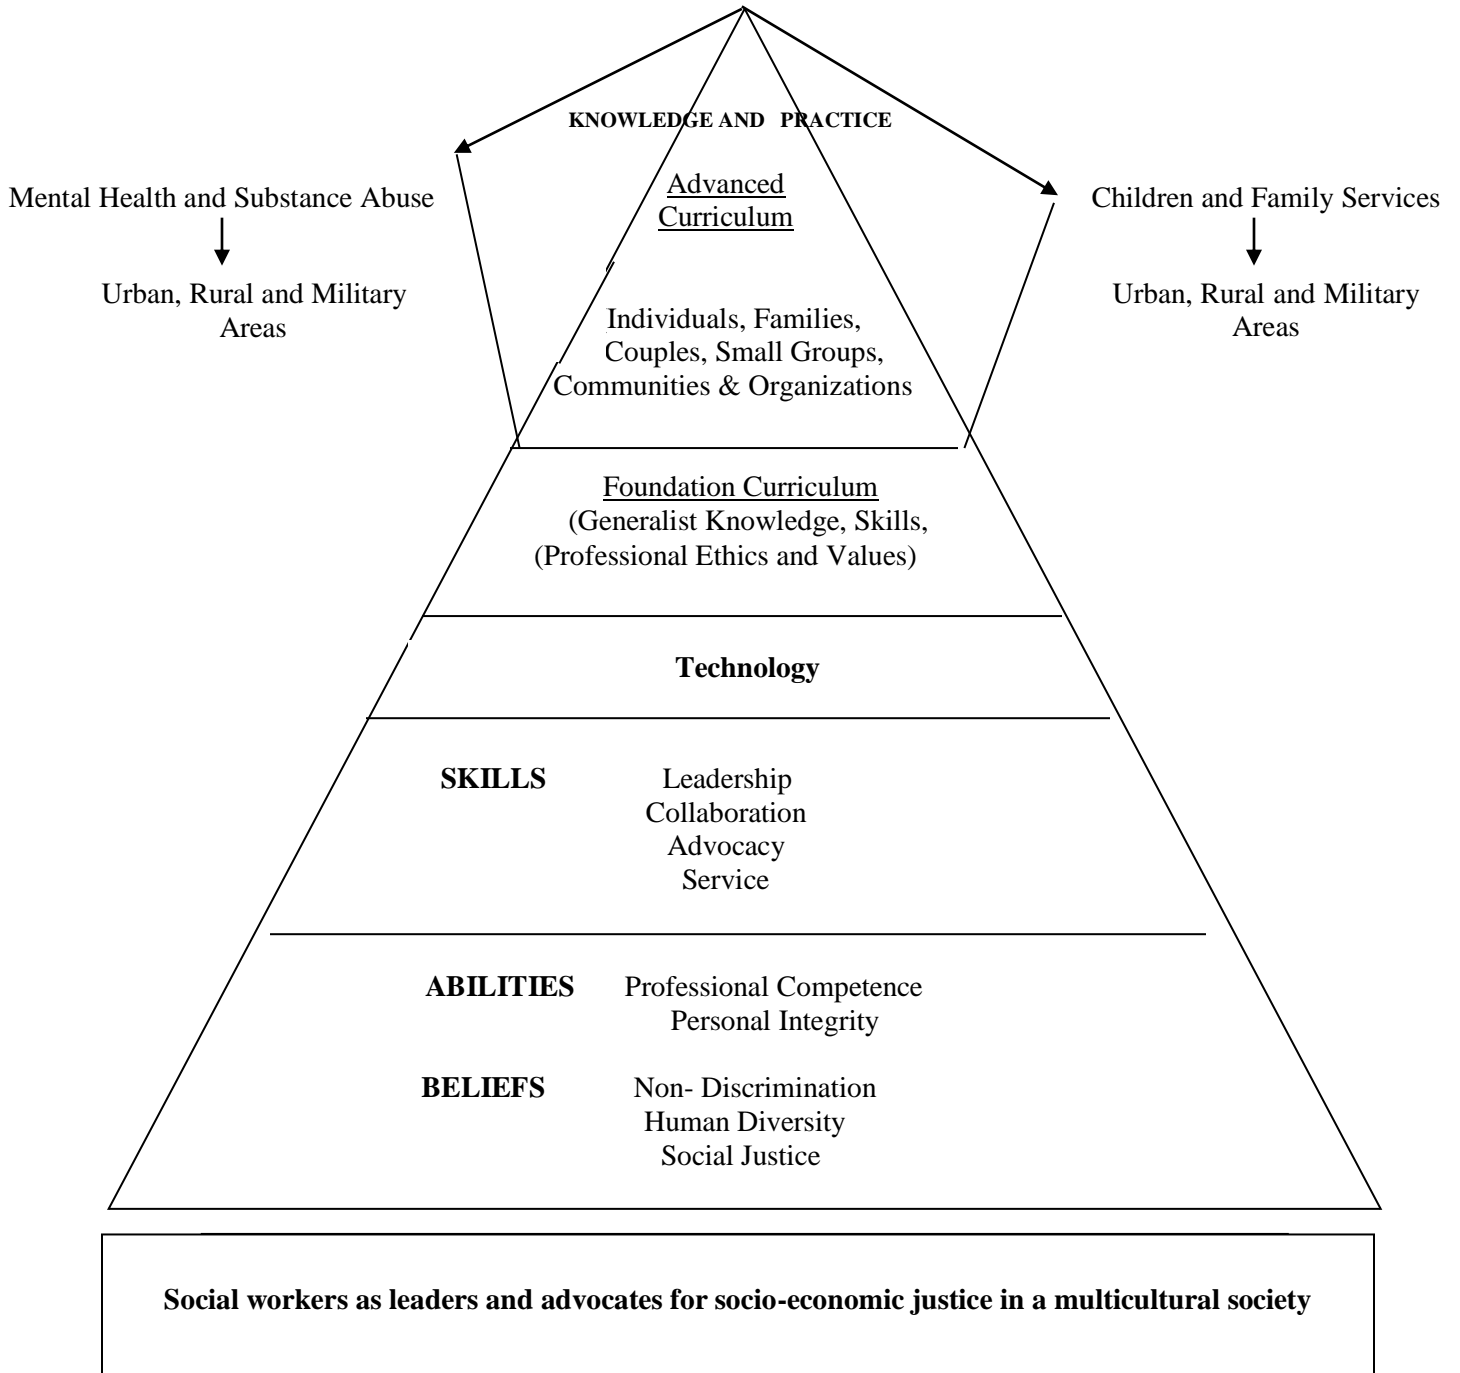 KNOWLEDGE AND PRACTICE
Advanced
Curriculum
Mental Health and Substance Abuse
Urban, Rural and Military
Areas
Children and Family Services
Urban, Rural and Military
Areas
Individuals, Families,
Couples, Small Groups,
Communities & Organizations
Foundation Curriculum
(Generalist Knowledge, Skills,
(Professional Ethics and Values)
Technology
SKILLS Leadership
Collaboration
Advocacy
Service
ABILITIES Professional Competence
Personal Integrity
BELIEFS Non- Discrimination
Human Diversity
Social Justice
Social workers as leaders and advocates for socio-economic justice in a multicultural society